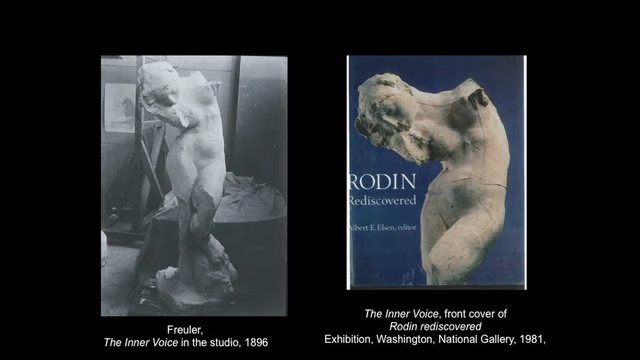 RODIN
Rediscovered
Albert E. Elsen, editor
Freuler,
The Inner Voice in the studio, 1896
The Inner Voice, front cover of
Rodin rediscovered
Exhibition, Washington, National Gallery, 1981,